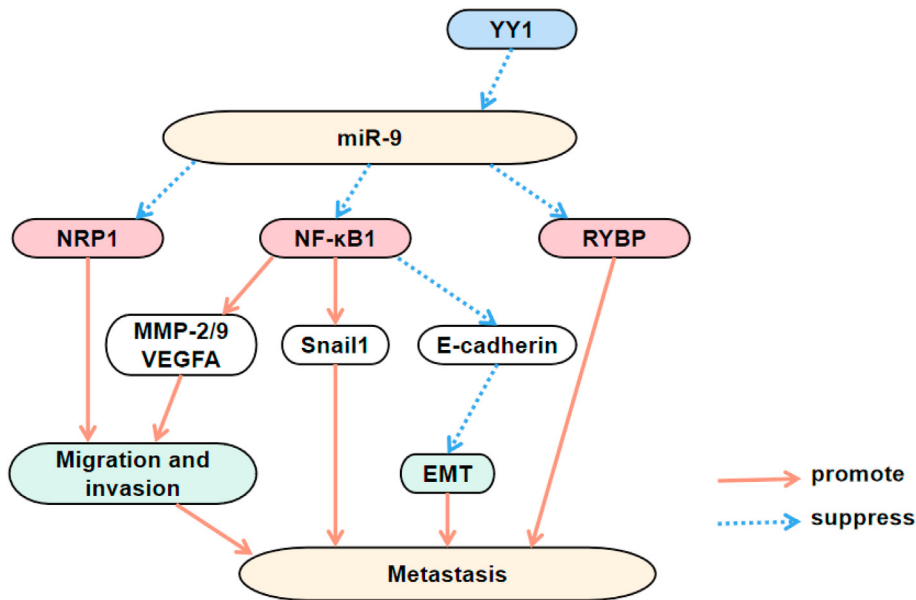 YY1
miR-9
NRP1
NF-κB1
RYBP
MMP-2/9
VEGFA
Snail1
E-cadherin
Migration and
invasion
EMT
promote
suppress
Metastasis